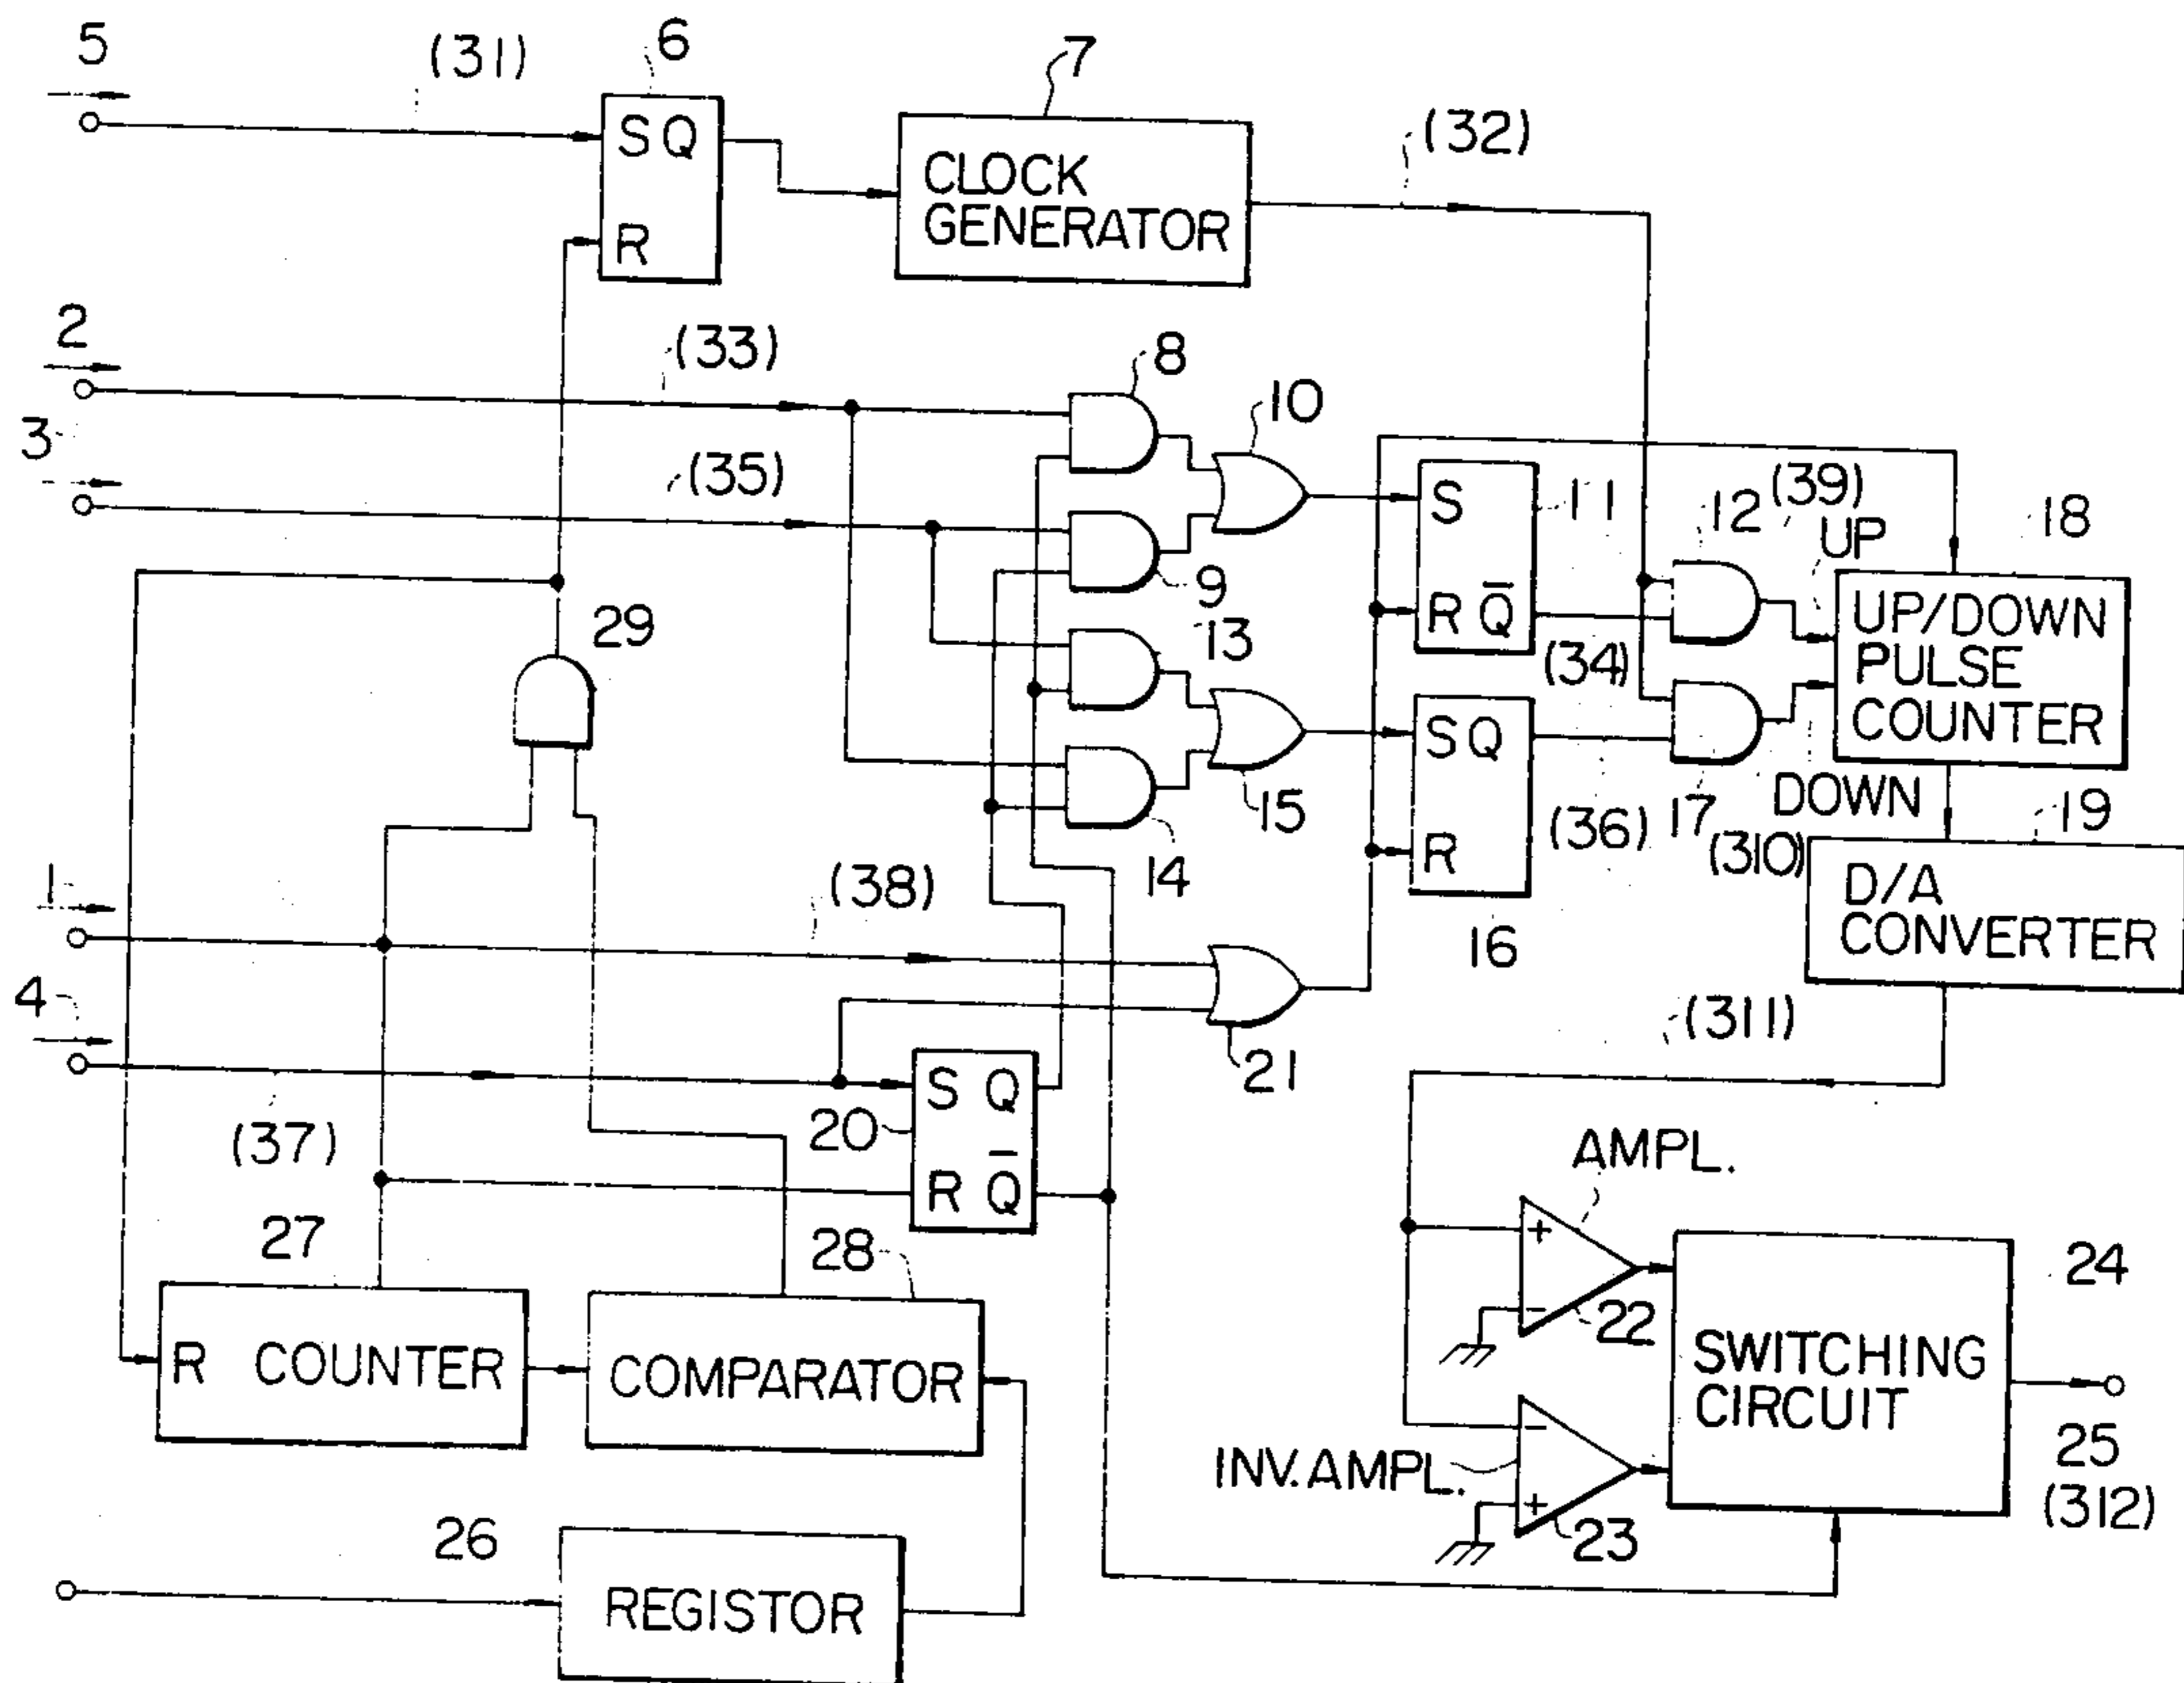 5
(31)
6
S Q
R
7
CLOCK
GENERATOR
(32)
2
(33)
3
(35)
8
10
9
13
14
15
S
R Q̅
11
(34)
12
(39)
UP
18
UP/DOWN
PULSE
COUNTER
S Q
R
16
(36)
17
(310)
DOWN
19
D/A
CONVERTER
29
1
(38)
4
(37)
21
20
S Q
R Q̅
(311)
27
R COUNTER
28
COMPARATOR
26
REGISTOR
AMPL.
+
-
22
INV. AMPL.
-
+
23
24
SWITCHING
CIRCUIT
25
(312)